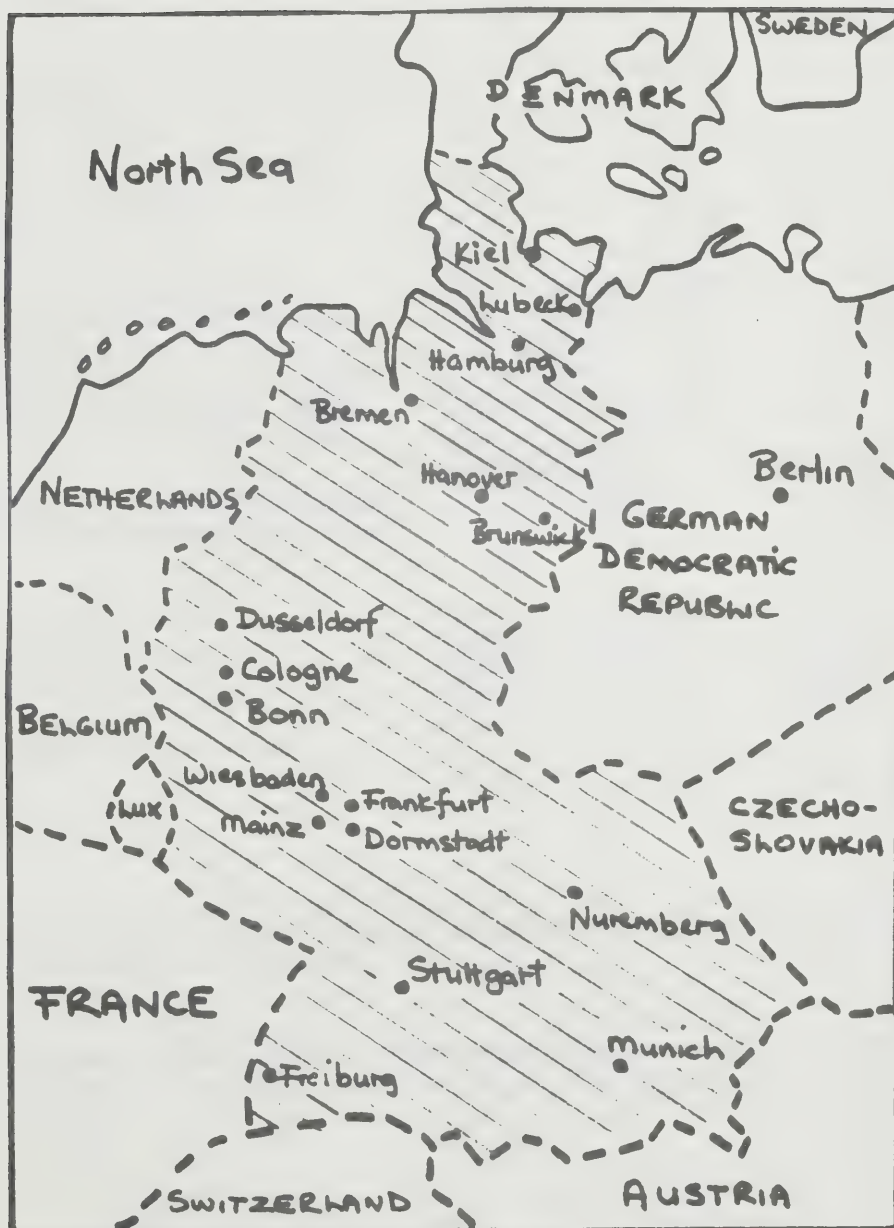 SWEDEN
DENMARK
North Sea
Kiel
Lubeck
Hamburg
Bremen
Berlin
Hanover
NETHERLANDS
Brunswick
GERMAN
DEMOCRATIC
REPUBLIC
Dusseldorf
Cologne
Bonn
BELGIUM
Wiesbaden
Frankfurt
LUX
Mainz
Dormstadt
CZECHO-
SLOVAKIA
Nuremberg
Stuttgart
FRANCE
Munich
Freiburg
SWITZERLAND
AUSTRIA